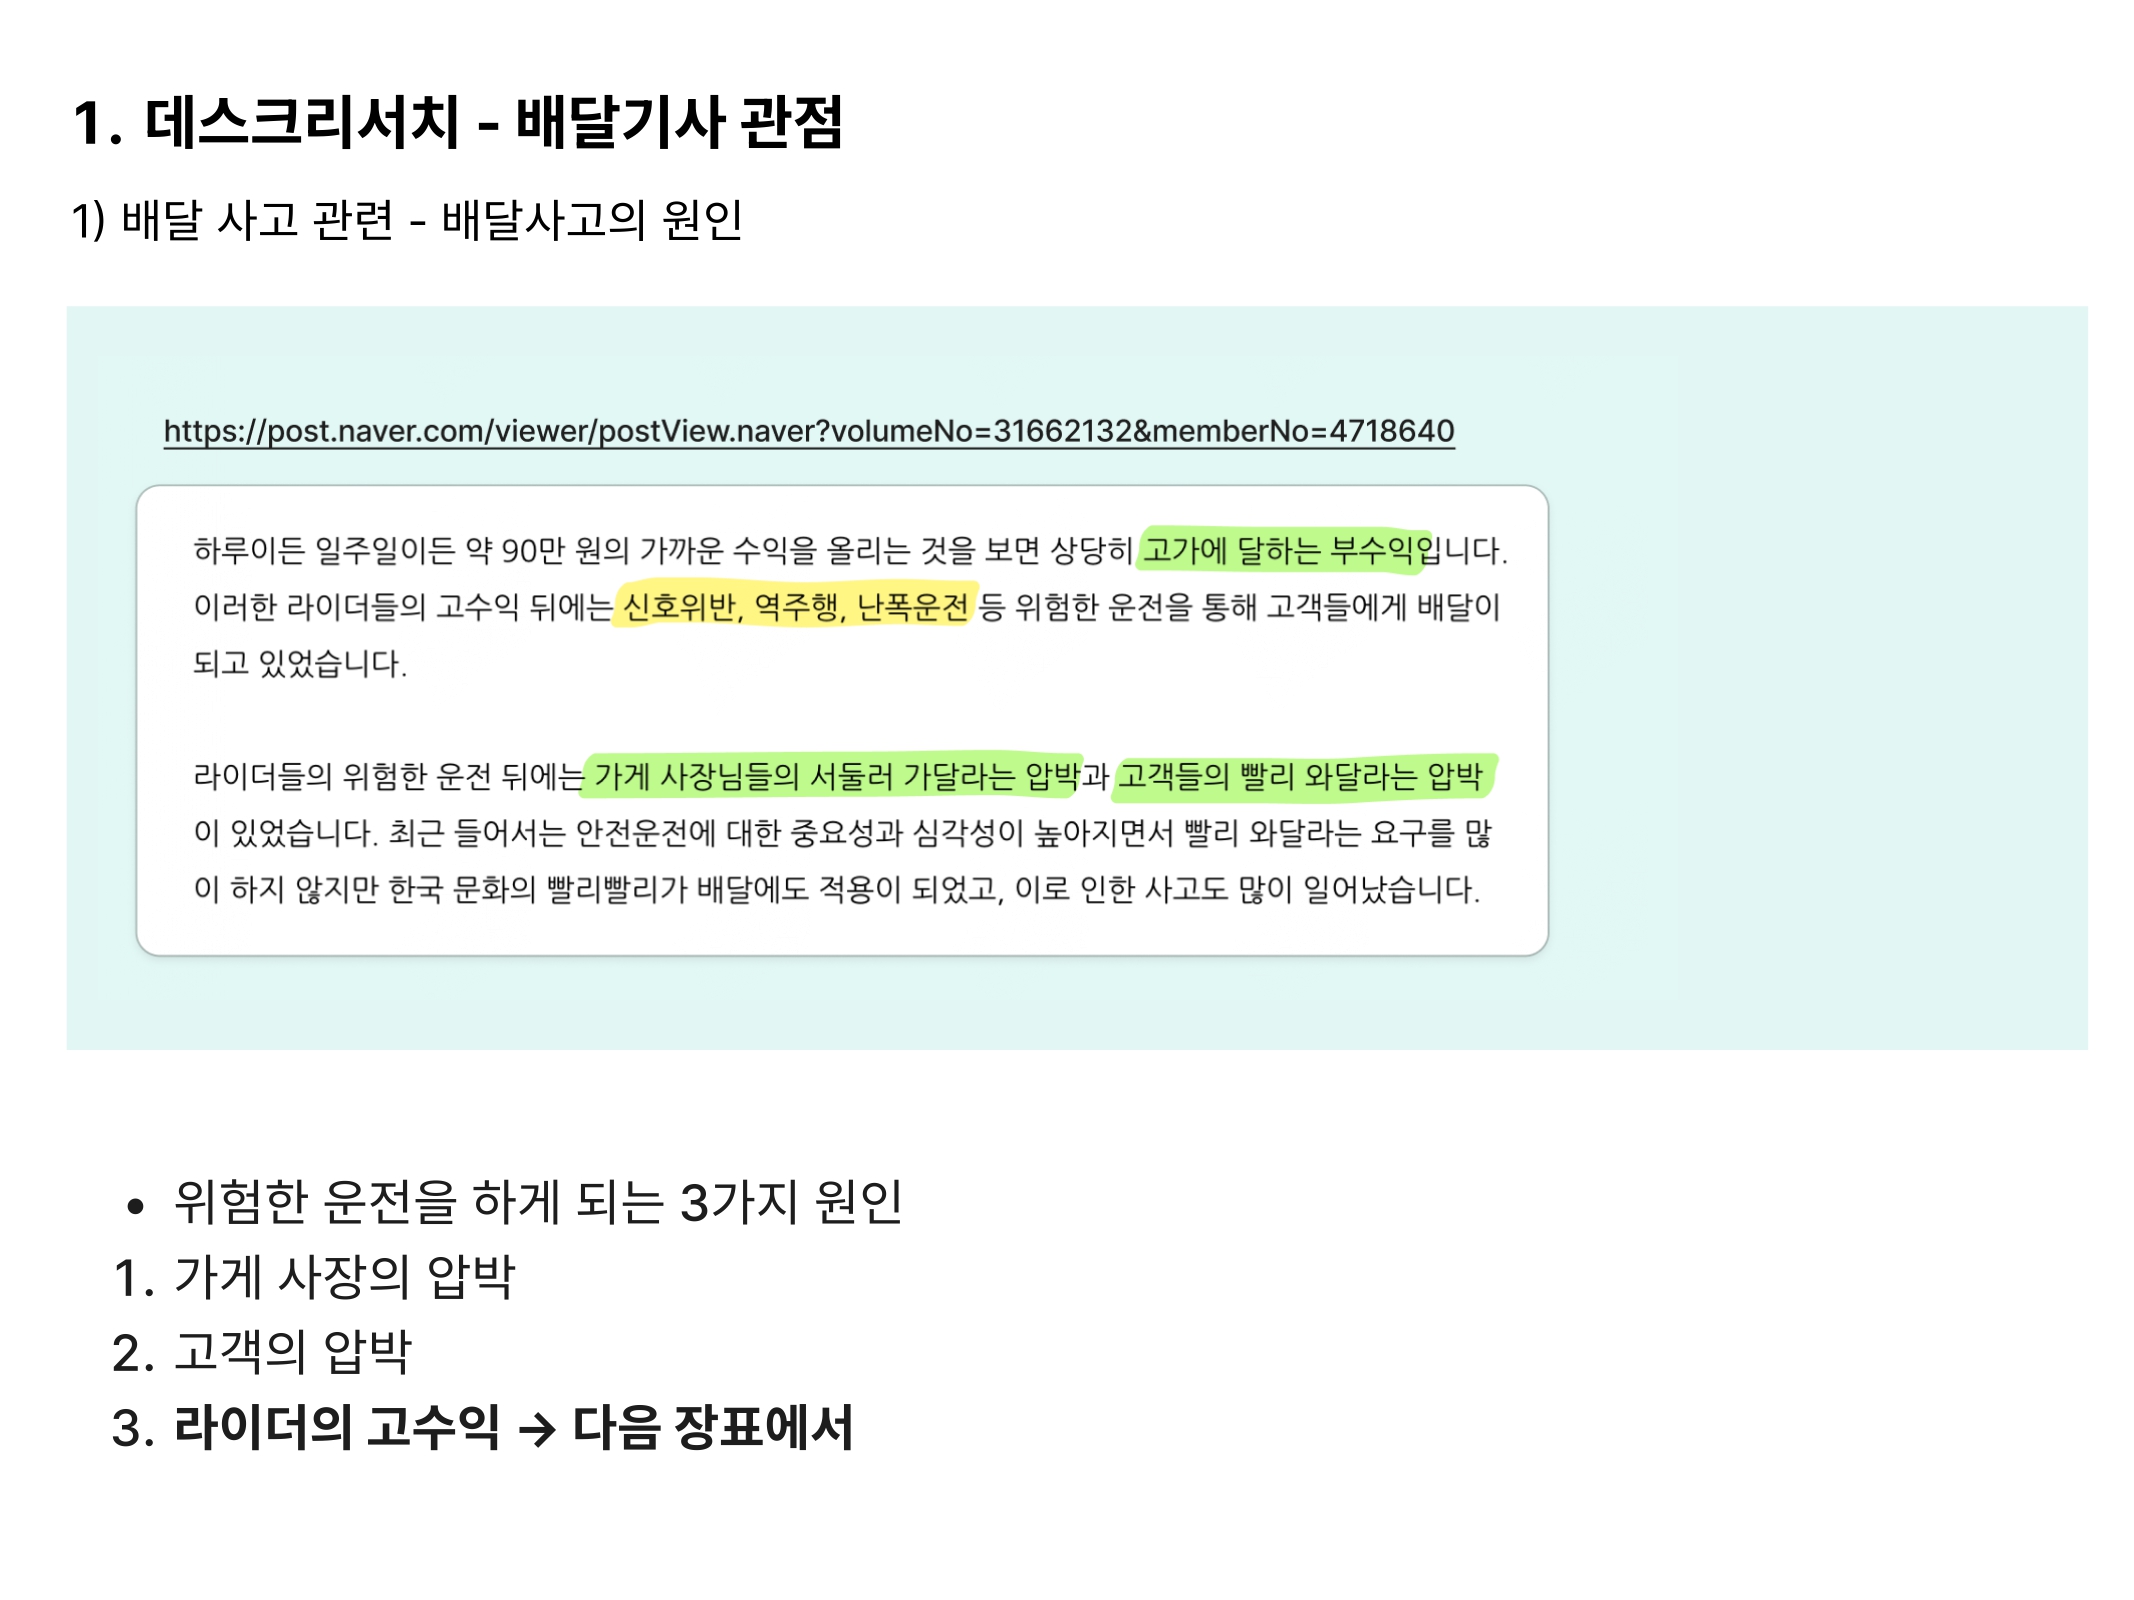 1. 데스크리서치 - 배달기사 관점
1) 배달 사고 관련 - 배달사고의 원인
https://post.naver.com/viewer/postView.naver?volumeNo=31662132&memberNo=4718640
하루이든 일주일이든 약 90만 원의 가까운 수익을 올리는 것을 보면 상당히 고가에 달하는 부수익입니다.
이러한 라이더들의 고수익 뒤에는 신호위반, 역주행, 난폭운전 등 위험한 운전을 통해 고객들에게 배달이
되고 있었습니다.
라이더들의 위험한 운전 뒤에는 가게 사장님들의 서둘러 가달라는 압박과 고객들의 빨리 와달라는 압박
이 있었습니다. 최근 들어서는 안전운전에 대한 중요성과 심각성이 높아지면서 빨리 와달라는 요구를 많
이 하지 않지만 한국 문화의 빨리빨리가 배달에도 적용이 되었고, 이로 인한 사고도 많이 일어났습니다.
• 위험한 운전을 하게 되는 3가지 원인
1. 가게 사장의 압박
2. 고객의 압박
3. 라이더의 고수익 → 다음 장표에서